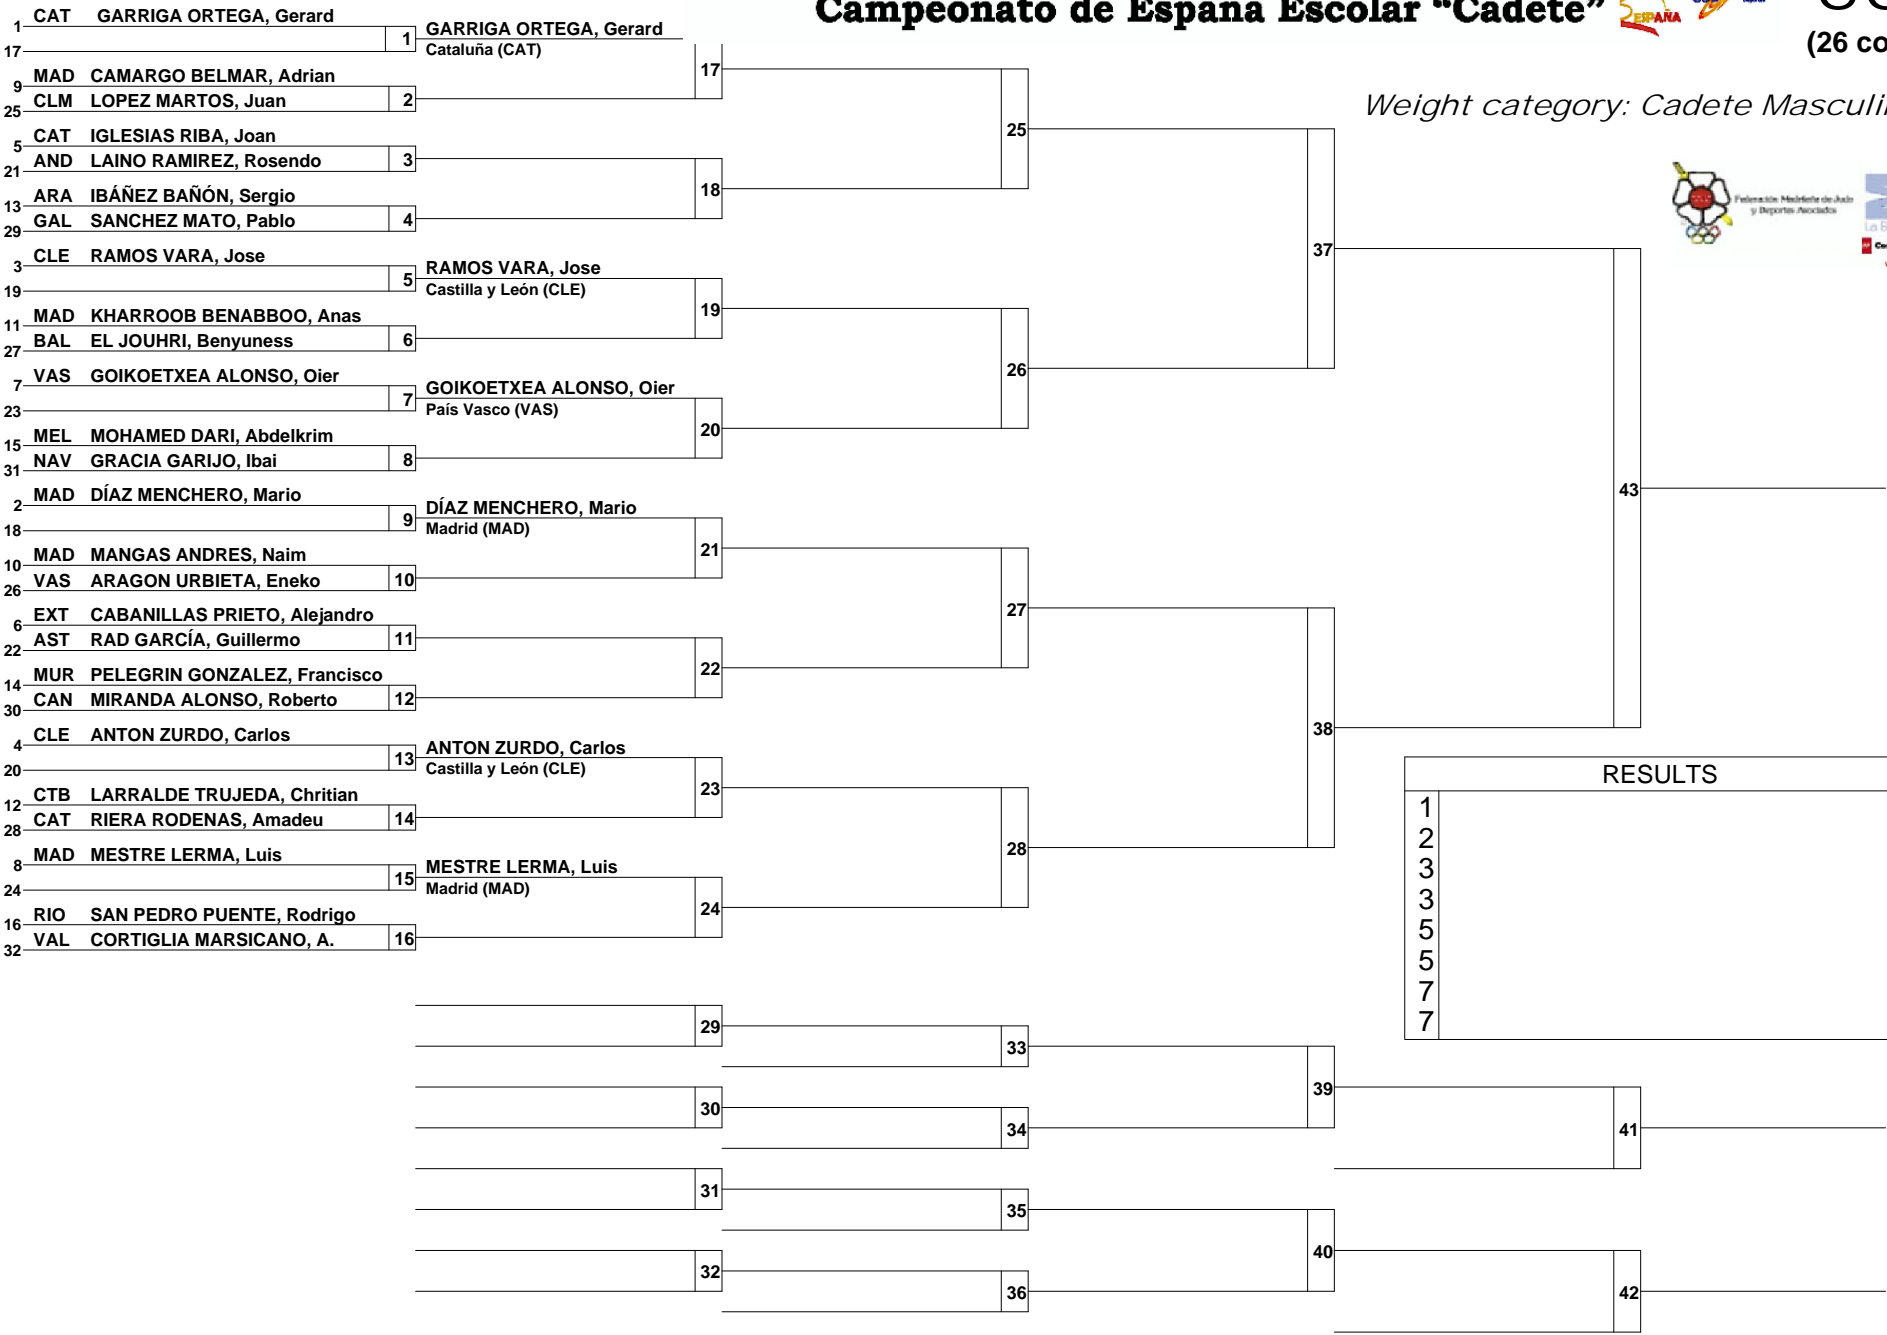 Campeonato de España Escolar “Cadete”
ESPAÑA
(26 co
Weight category: Cadete Masculi
Federación Madrileña de Judo
y Deportes Asociados
1 CAT GARRIGA ORTEGA, Gerard
17
1 GARRIGA ORTEGA, Gerard
Cataluña (CAT)
9 MAD CAMARGO BELMAR, Adrian
25 CLM LOPEZ MARTOS, Juan
2
17
5 CAT IGLESIAS RIBA, Joan
21 AND LAINO RAMIREZ, Rosendo
3
13 ARA IBÁÑEZ BAÑÓN, Sergio
29 GAL SANCHEZ MATO, Pablo
4
18
25
3 CLE RAMOS VARA, Jose
19
5 RAMOS VARA, Jose
Castilla y León (CLE)
11 MAD KHARROOB BENABBOO, Anas
27 BAL EL JOUHRI, Benyuness
6
19
7 VAS GOIKOETXEA ALONSO, Oier
23
7 GOIKOETXEA ALONSO, Oier
País Vasco (VAS)
15 MEL MOHAMED DARI, Abdelkrim
31 NAV GRACIA GARIJO, Ibai
8
20
26
37
2 MAD DÍAZ MENCHERO, Mario
18
9 DÍAZ MENCHERO, Mario
Madrid (MAD)
10 MAD MANGAS ANDRES, Naim
26 VAS ARAGON URBIETA, Eneko
10
21
6 EXT CABANILLAS PRIETO, Alejandro
22 AST RAD GARCÍA, Guillermo
11
14 MUR PELEGRIN GONZALEZ, Francisco
30 CAN MIRANDA ALONSO, Roberto
12
22
27
4 CLE ANTON ZURDO, Carlos
20
13 ANTON ZURDO, Carlos
Castilla y León (CLE)
12 CTB LARRALDE TRUJEDA, Chritian
28 CAT RIERA RODENAS, Amadeu
14
23
8 MAD MESTRE LERMA, Luis
24
15 MESTRE LERMA, Luis
Madrid (MAD)
16 RIO SAN PEDRO PUENTE, Rodrigo
32 VAL CORTIGLIA MARSICANO, A.
16
24
28
38
43
RESULTS
1
2
3
3
5
5
7
7
29
33
30
34
39
41
31
35
32
36
40
42